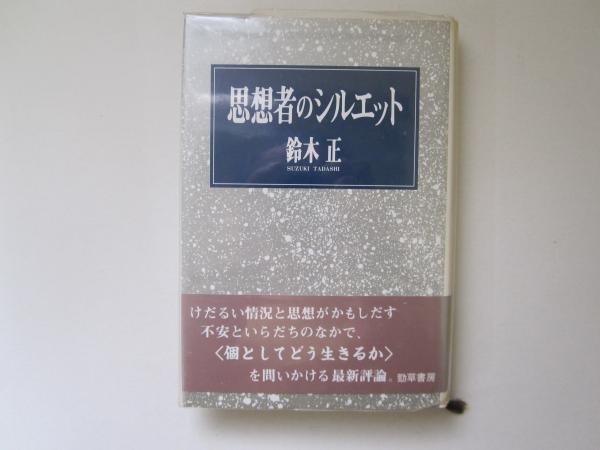 思想者のシルエット
鈴木 正
SUZUKI TADASHI
けだるい情況と思想がかもしだす
不安といらだちのなかで、
〈個としてどう生きるか〉
を問いかける最新評論。勁草書房